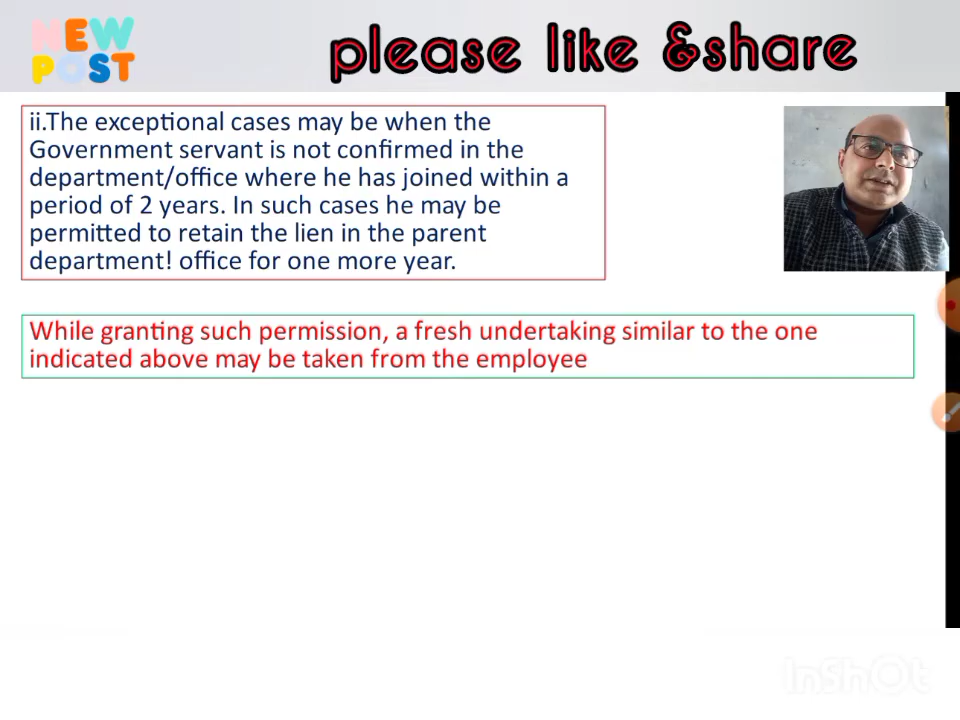 NEW
POST
please like &share
ii.The exceptional cases may be when the
Government servant is not confirmed in the
department/office where he has joined within a
period of 2 years. In such cases he may be
permitted to retain the lien in the parent
department! office for one more year.
While granting such permission, a fresh undertaking similar to the one
indicated above may be taken from the employee
InShOt